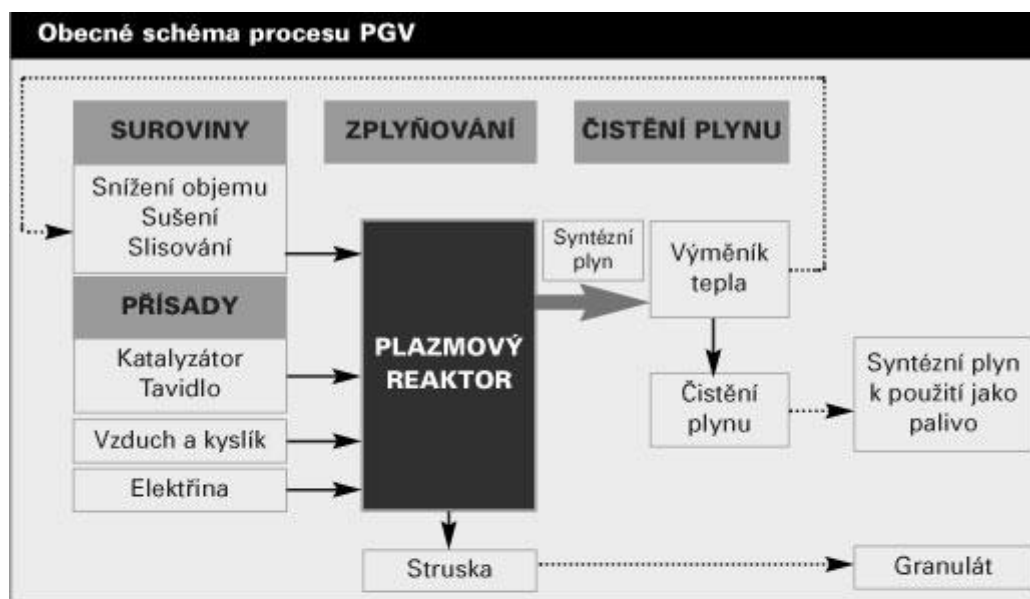 Obecné schéma procesu PGV
SUROVINY
Snížení objemu
Sušení
Slisování
PŘÍSADY
Katalyzátor
Tavidlo
Vzduch a kyslík
Elektřina
ZPLYŇOVÁNÍ
PLAZMOVÝ
REAKTOR
Struska
ČISTĚNÍ PLYNU
Syntézní
plyn
Výměník
tepla
Čistění
plynu
Syntézní plyn
k použití jako
palivo
Granulát